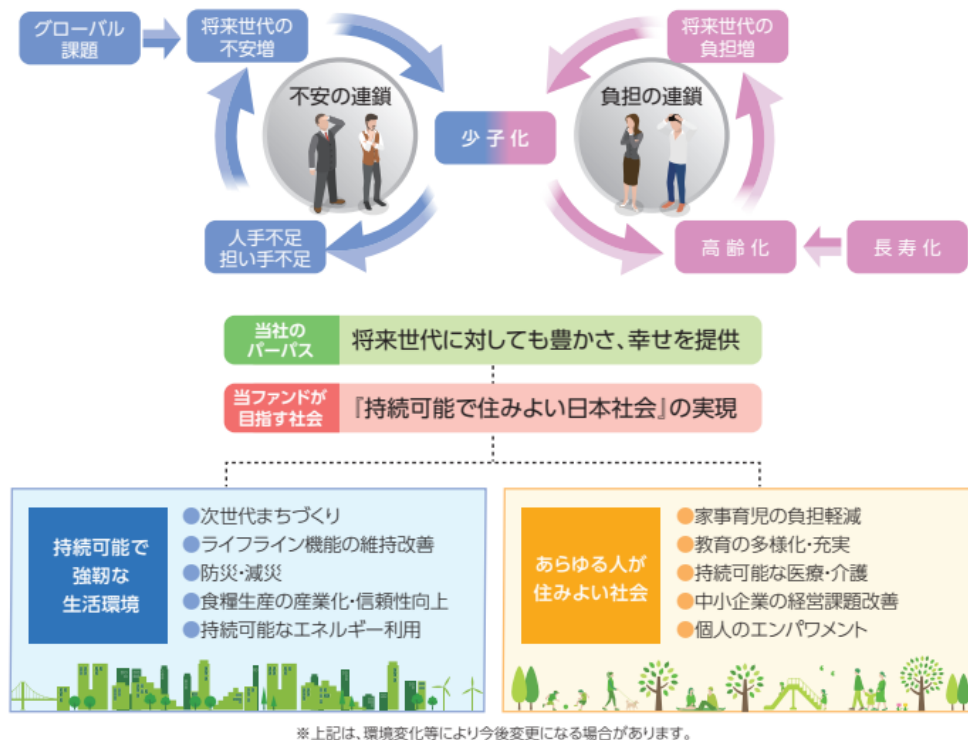 グローバル
課題
将来世代の
不安増
将来世代の
負担増
不安の連鎖
負担の連鎖
少子化
人手不足
担い手不足
高齢化
長寿化
当社の
パーパス
将来世代に対しても豊かさ、幸せを提供
当ファンドが
目指す社会
『持続可能で住みよい日本社会』の実現
持続可能で
強靭な
生活環境
●次世代まちづくり
●ライフライン機能の維持改善
●防災・減災
●食糧生産の産業化・信頼性向上
●持続可能なエネルギー利用
あらゆる人が
住みよい社会
●家事育児の負担軽減
●教育の多様化・充実
●持続可能な医療・介護
●中小企業の経営課題改善
●個人のエンパワメント
※上記は、環境変化等により今後変更になる場合があります。